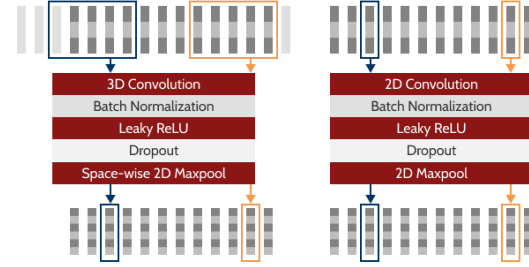 3D Convolution
Batch Normalization
Leaky ReLU
Dropout
Space-wise 2D Maxpool
2D Convolution
Batch Normalization
Leaky ReLU
Dropout
2D Maxpool